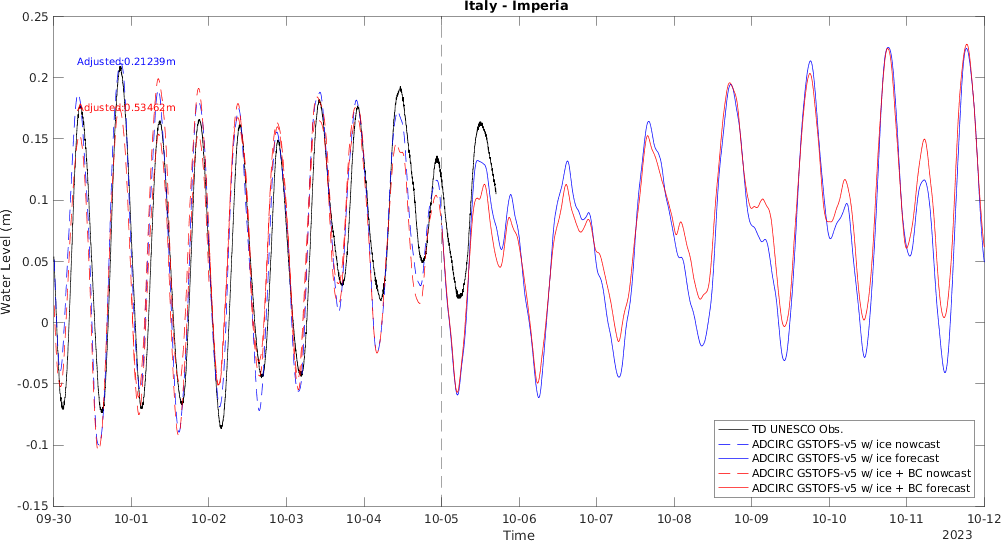 Italy - Imperia
Water Level (m)
0.25
0.2
0.15
0.1
0.05
0
-0.05
-0.1
-0.15
Adjusted:0.21239m
Adjusted:0.53462m
TD UNESCO Obs.
ADCIRC GSTOFS-v5 w/ ice nowcast
ADCIRC GSTOFS-v5 w/ ice forecast
ADCIRC GSTOFS-v5 w/ ice + BC nowcast
ADCIRC GSTOFS-v5 w/ ice + BC forecast
09-30 10-01 10-02 10-03 10-04 10-05 10-06 10-07 10-08 10-09 10-10 10-11 10-12
Time
2023